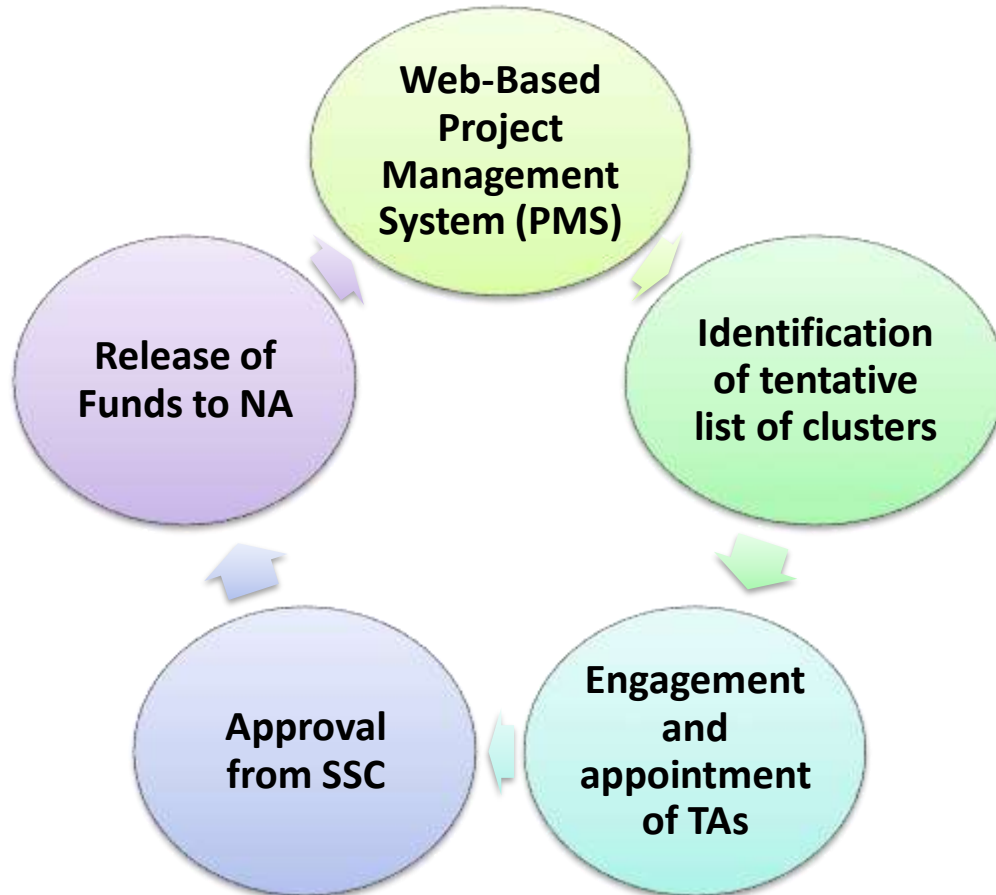 Web-Based
Project
Management
System (PMS)
Identification
of tentative
list of clusters
Engagement
and
appointment
of TAs
Approval
from SSC
Release of
Funds to NA